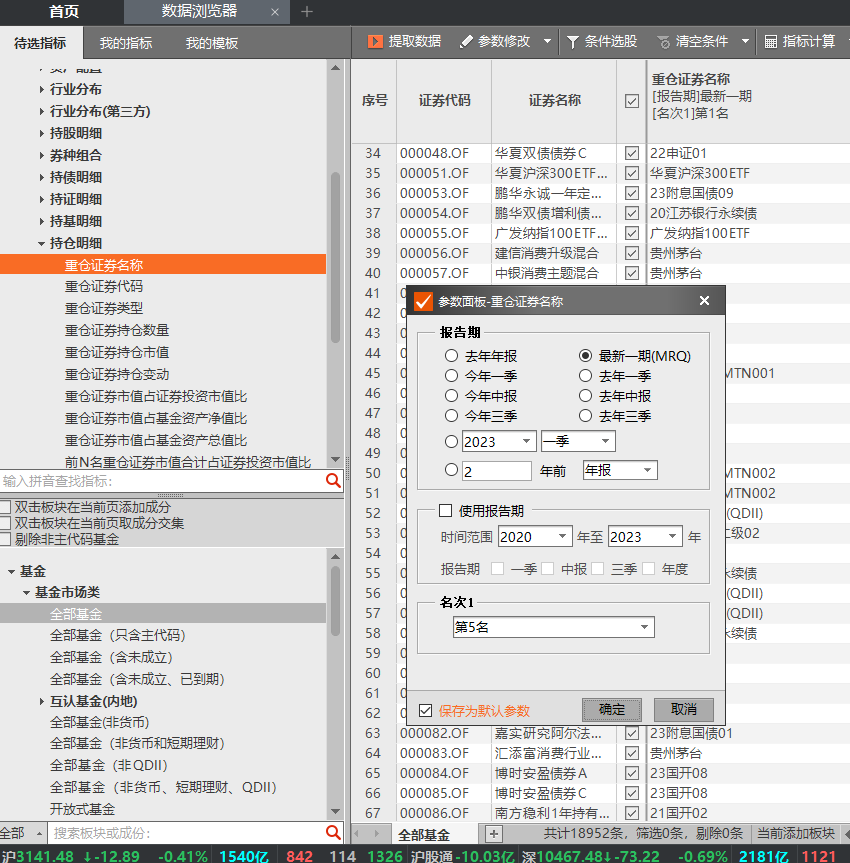 首页
数据浏览器
待选指标
我的指标
我的模板
提取数据
参数修改
条件选股
清空条件
指标计算
资产配置
行业分布
行业分布(第三方)
持股明细
券种组合
持债明细
持证明细
持基明细
持仓明细
重仓证券名称
重仓证券代码
重仓证券类型
重仓证券持仓数量
重仓证券持仓市值
重仓证券持仓变动
重仓证券市值占证券投资市值比
重仓证券市值占基金资产净值比
重仓证券市值占基金资产总值比
前N名重仓证券市值合计占证券投资市值比
输入拼音查找指标:
双击板块在当前页添加成分
双击板块在当前页取成分交集
剔除非主代码基金
基金
基金市场类
全部基金
全部基金（只含主代码）
全部基金（含未成立）
全部基金（含未成立、已到期）
互认基金(内地)
全部基金(非货币)
全部基金（非货币和短期理财）
全部基金（非QDII）
全部基金（非货币、短期理财、QDII）
开放式基金
全部
搜索板块或成份:
序号
证券代码
证券名称
重仓证券名称
[报告期]最新一期
[名次1]第1名
34 000048.OF 华夏双债债券C 22申证01
35 000051.OF 华夏沪深300ETF... 华夏沪深300ETF
36 000053.OF 鹏华永诚一年定... 23附息国债09
37 000054.OF 鹏华双债增利债... 20江苏银行永续债
38 000055.OF 广发纳指100ETF... 广发纳指100ETF
39 000056.OF 建信消费升级混合 贵州茅台
40 000057.OF 中银消费主题混合 贵州茅台
41
42
43
44
45 MTN001
46
47
48
49
50 MTN002
51 MTN002
52 (QDII)
53 二级02
54
55 永续债
56 (QDII)
57 (QDII)
58 永续债
59
60
61
62
63 000082.OF 嘉实研究阿尔法... 23附息国债01
64 000083.OF 汇添富消费行业... 贵州茅台
65 000084.OF 博时安盈债券A 23国开08
66 000085.OF 博时安盈债券C 23国开08
67 000086.OF 南方稳利1年持有... 21国开02
参数面板-重仓证券名称
报告期
去年年报
最新一期(MRQ)
今年一季
去年一季
今年中报
去年中报
今年三季
去年三季
2023 一季
2 年前 年报
使用报告期
时间范围 2020 年至 2023 年
报告期 一季 中报 三季 年度
名次1
第5名
保存为默认参数
确定
取消
全部基金
共计18952条，筛选0条，剔除0条
当前添加板块
沪3141.48 ↓-12.89 -0.41% 1540亿 842 114 1326 沪股通-10.03亿 深10467.48↓-73.22 -0.69% 2181亿 1121